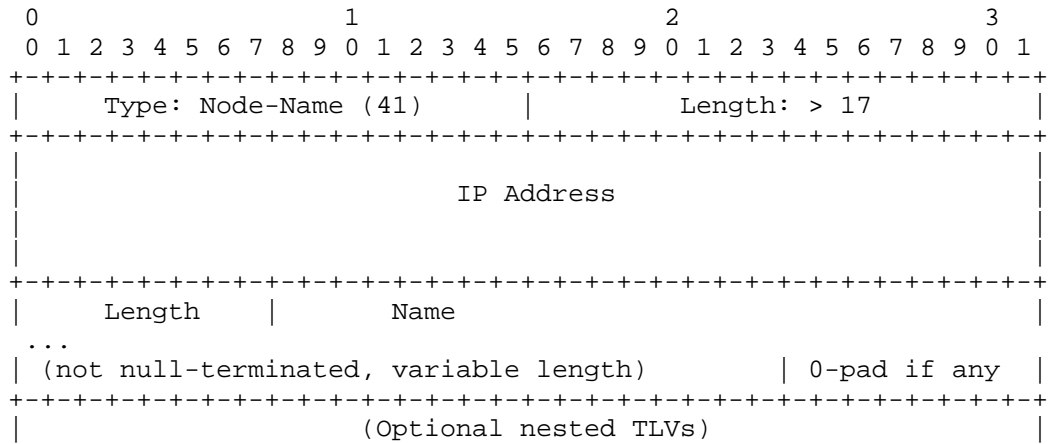 0                   1                   2                   3
 0 1 2 3 4 5 6 7 8 9 0 1 2 3 4 5 6 7 8 9 0 1 2 3 4 5 6 7 8 9 0 1
+-+-+-+-+-+-+-+-+-+-+-+-+-+-+-+-+-+-+-+-+-+-+-+-+-+-+-+-+-+-+-+-+
|     Type: Node-Name (41)      |         Length: > 17          |
+-+-+-+-+-+-+-+-+-+-+-+-+-+-+-+-+-+-+-+-+-+-+-+-+-+-+-+-+-+-+-+-+
|                                                               |
|                           IP Address                          |
|                                                               |
|                                                               |
+-+-+-+-+-+-+-+-+-+-+-+-+-+-+-+-+-+-+-+-+-+-+-+-+-+-+-+-+-+-+-+-+
|     Length    |       Name                                    |
 ...
| (not null-terminated, variable length)        | 0-pad if any  |
+-+-+-+-+-+-+-+-+-+-+-+-+-+-+-+-+-+-+-+-+-+-+-+-+-+-+-+-+-+-+-+-+
|                     (Optional nested TLVs)                    |